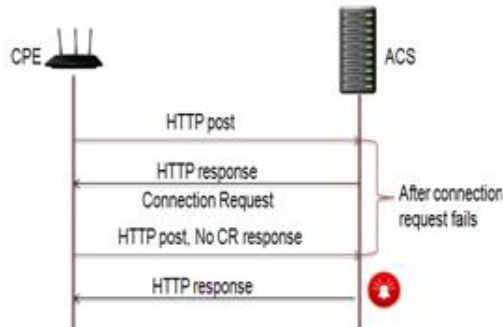 CPE
ACS
HTTP post
HTTP response
Connection Request
After connection
request fails
HTTP post, No CR response
HTTP response